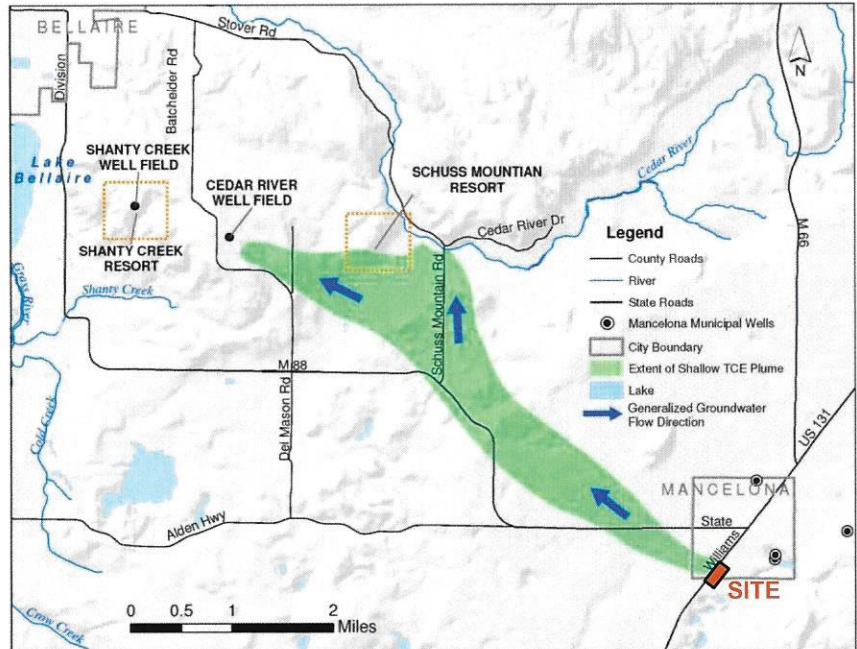 BELLAIRE
Stover Rd
Division
Batchelder Rd
N
SHANTY CREEK
WELL FIELD
Lake
Bellaire
CEDAR RIVER
WELL FIELD
SCHUSS MOUNTIAN
RESORT
Cedar River
Cedar River Dr
M 66
SHANTY CREEK
RESORT
Grass River
Shanty Creek
Schuss Mountain Rd
Legend
County Roads
River
State Roads
Mancelona Municipal Wells
City Boundary
Extent of Shallow TCE Plume
Lake
Generalized Groundwater
Flow Direction
M 88
Del Mason Rd
Cold Creek
US 131
MANCELONA
Alden Hwy
State
Williams
SITE
Crow Creek
0 0.5 1 2
Miles